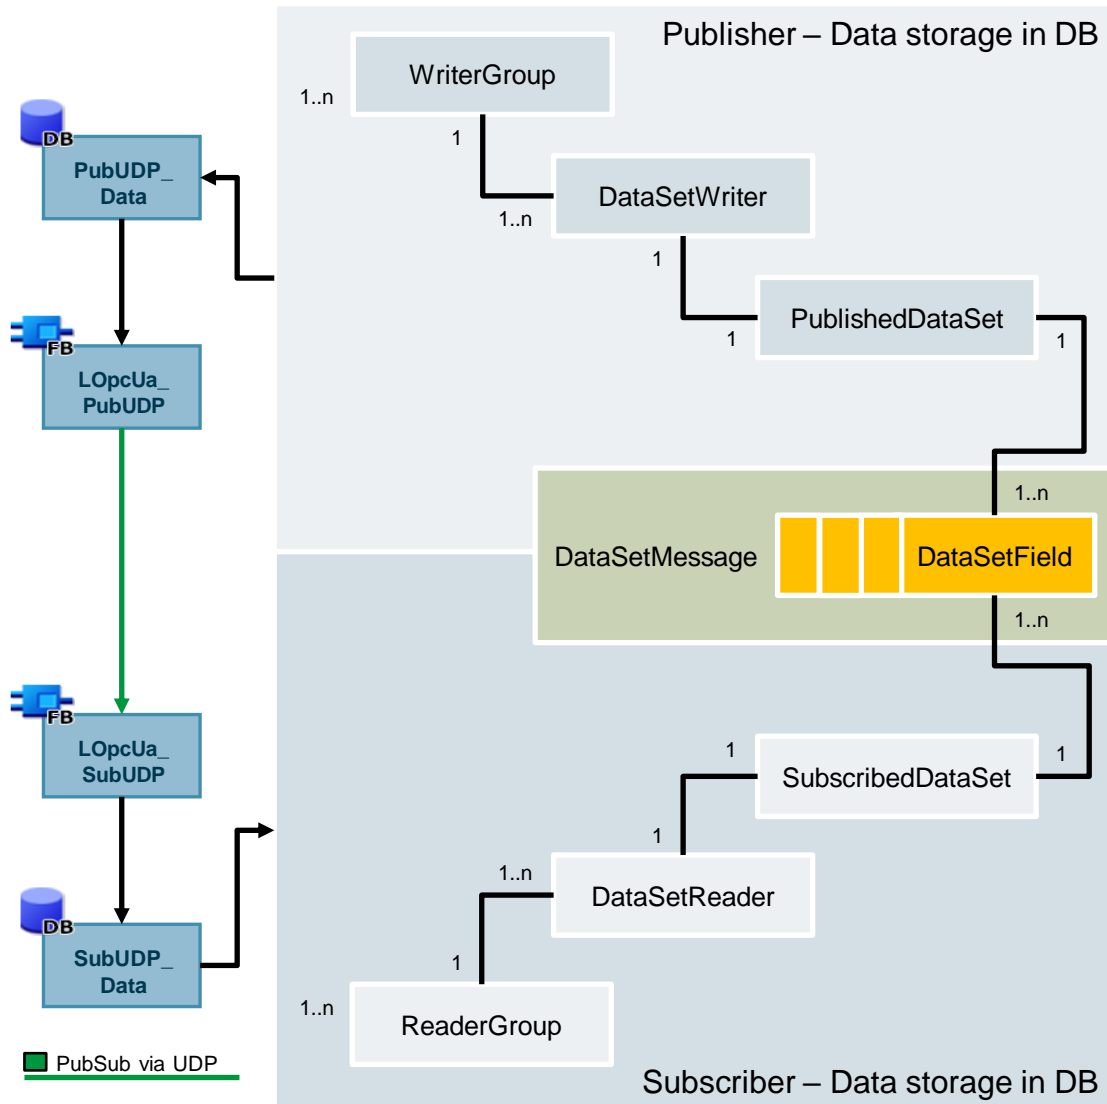 Publisher – Data storage in DB
WriterGroup
1..n
1
DB
PubUDP_
Data
DataSetWriter
1..n
1
PublishedDataSet
1
1
FB
LOpcUa_
PubUDP
1..n
DataSetMessage
DataSetField
1..n
FB
LOpcUa_
SubUDP
1
SubscribedDataSet
1
1
1..n
DataSetReader
DB
SubUDP_
Data
1
1..n
ReaderGroup
PubSub via UDP
Subscriber – Data storage in DB